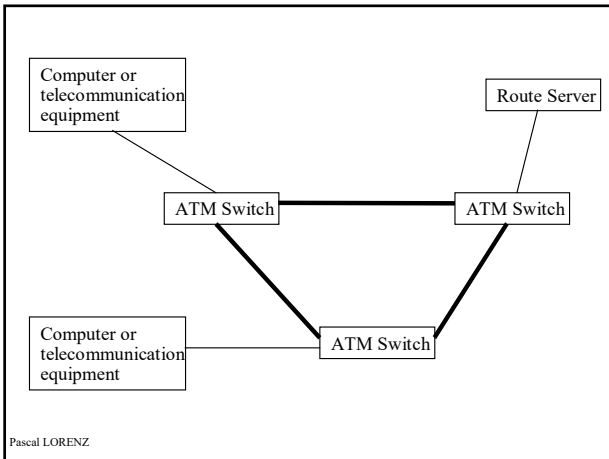 Computer or
telecommunication
equipment
Route Server
ATM Switch
ATM Switch
ATM Switch
Computer or
telecommunication
equipment
Pascal LORENZ